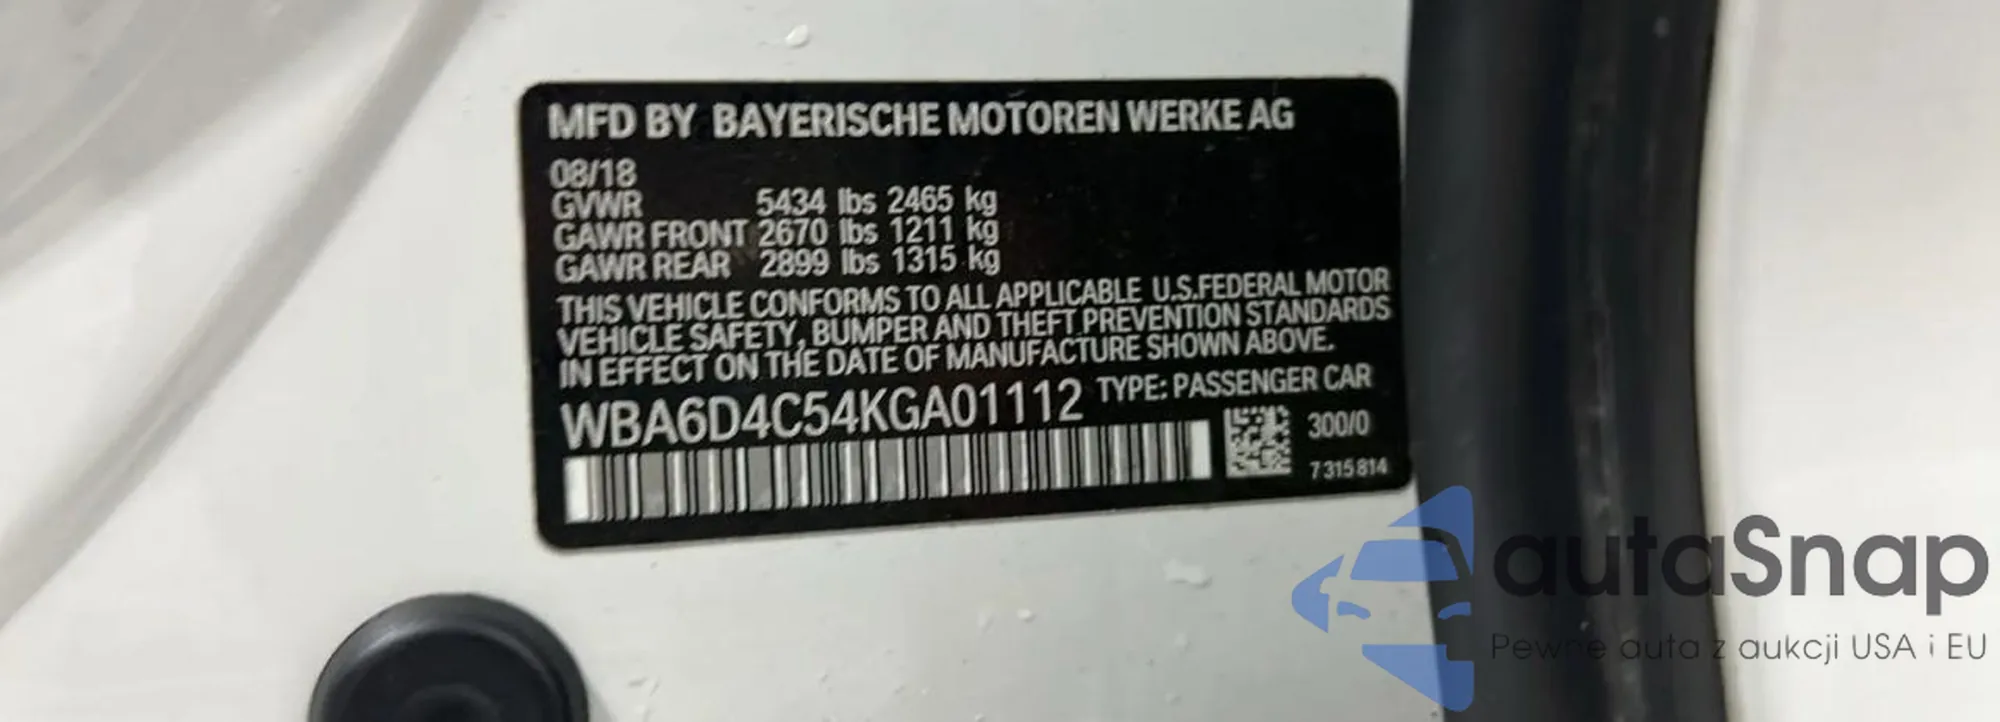 MFD BY BAYERISCHE MOTOREN WERKE AG
08/18
GVWR 5434 lbs 2465 kg
GAWR FRONT 2670 lbs 1211 kg
GAWR REAR 2899 lbs 1315 kg
THIS VEHICLE CONFORMS TO ALL APPLICABLE U.S.FEDERAL MOTOR
VEHICLE SAFETY, BUMPER AND THEFT PREVENTION STANDARDS
IN EFFECT ON THE DATE OF MANUFACTURE SHOWN ABOVE.
WBA6D4C54KGA01112 TYPE: PASSENGER CAR
300/0
7315814
autaSnap
Pewne auta z aukcji USA i EU